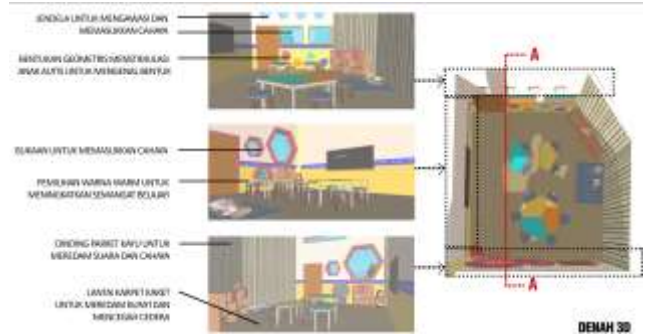 JENDELA UNTUK MENGAWASI DAN
MEMASUKKAN CAHAYA
BENTUKAN GEOMETRIS MENSTIMULASI
ANAK AUTIS UNTUK MENGENAL BENTUK
BUKAAN UNTUK MEMASUKKAN CAHAYA
PEMILIHAN WARNA WARM UNTUK
MENINGKATKAN SEMANGAT BELAJAR
DINDING PARKET KAYU UNTUK
MEREDAM SUARA DAN CAHAYA
LANTAI KARPET KARET
UNTUK MEREDAM BUNYI DAN
MENCEGAH CEDERA
A
A
DENAH 3D